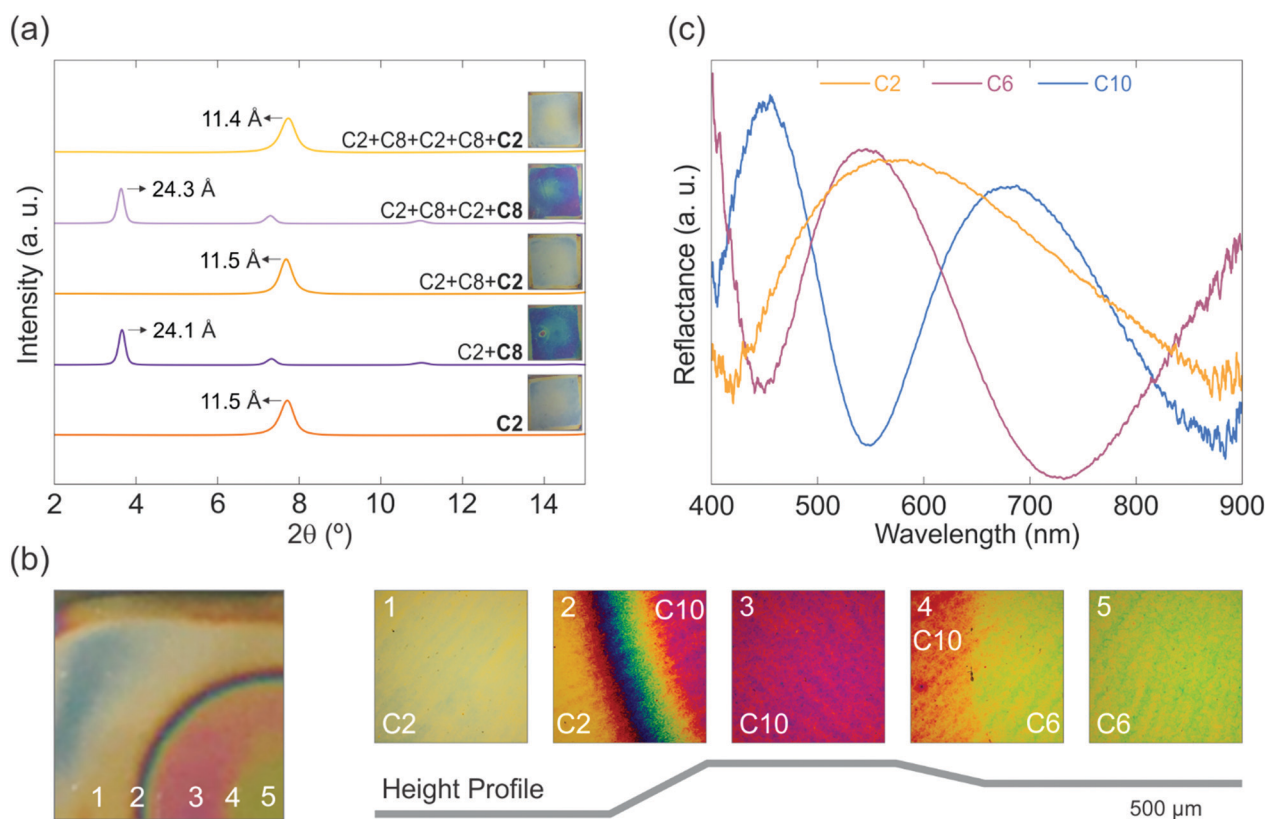 (a)
Intensity (a. u.)
11.4 Å
C2+C8+C2+C8+C2
24.3 Å
C2+C8+C2+C8
11.5 Å
C2+C8+C2
24.1 Å
C2+C8
11.5 Å
C2
2 4 6 8 10 12 14
2θ (º)
(c)
C2 C6 C10
Reflactance (a. u.)
400 500 600 700 800 900
Wavelength (nm)
(b)
1 2 3 4 5
1
C2
2
C10
C2
3
C10
4
C10
C6
5
C6
Height Profile
500 µm